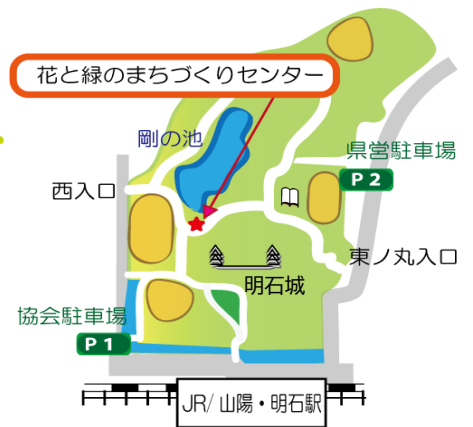 花と緑のまちづくりセンター
剛の池
県営駐車場
P 2
西入口
東ノ丸入口
明石城
協会駐車場
P 1
JR/ 山陽・明石駅